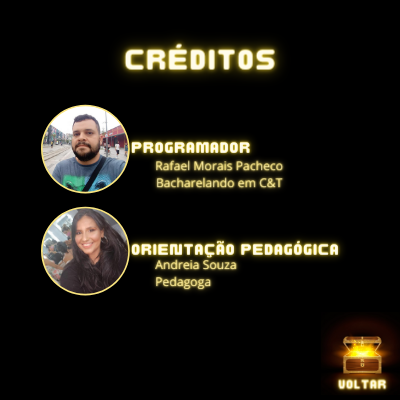 CRÉDITOS
PROGRAMADOR
Rafael Morais Pacheco
Bacharelando em C&T
ORIENTAÇÃO PEDAGÓGICA
Andreia Souza
Pedagoga
VOLTAR